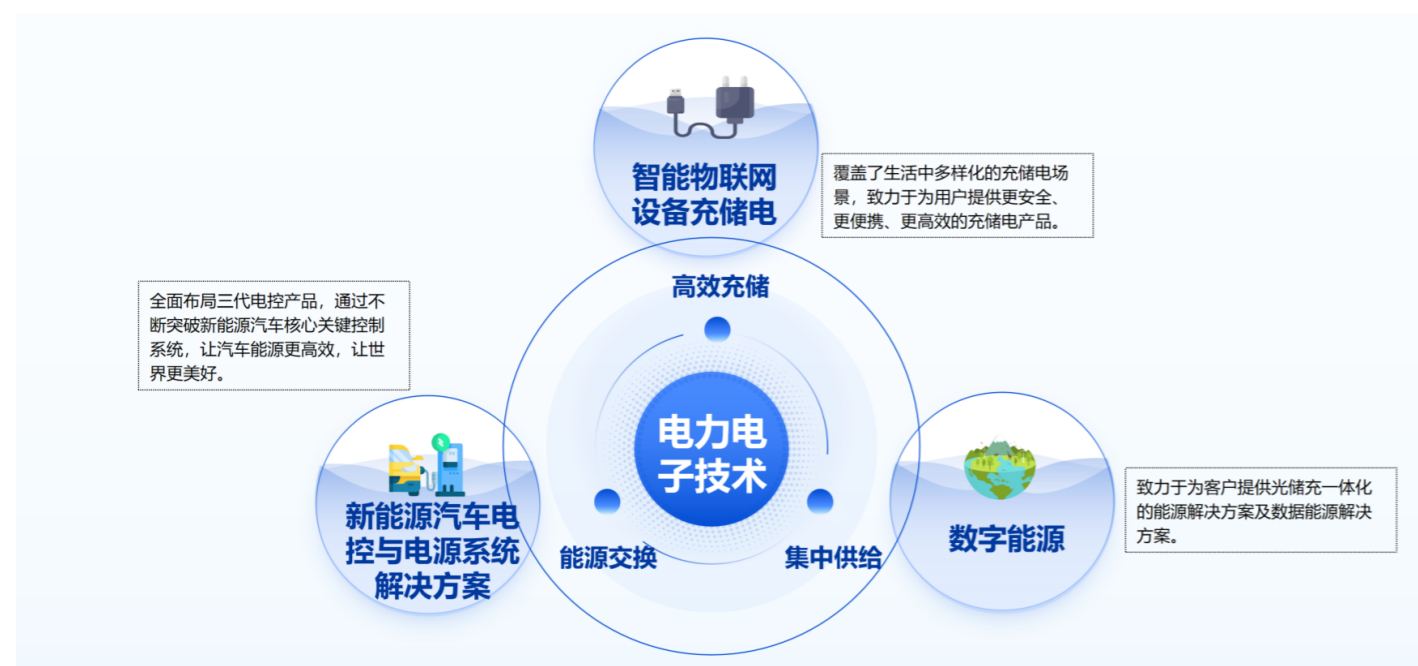 智能物联网
设备充储电
覆盖了生活中多样化的充储电场
景，致力于为用户提供更安全、
更便携、更高效的充储电产品。
高效充储
全面布局三代电控产品，通过不
断突破新能源汽车核心关键控制
系统，让汽车能源更高效，让世
界更美好。
电力电
子技术
新能源汽车电
控与电源系统
解决方案
能源交换
集中供给
数字能源
致力于为客户提供光储充一体化
的能源解决方案及数据能源解决
方案。